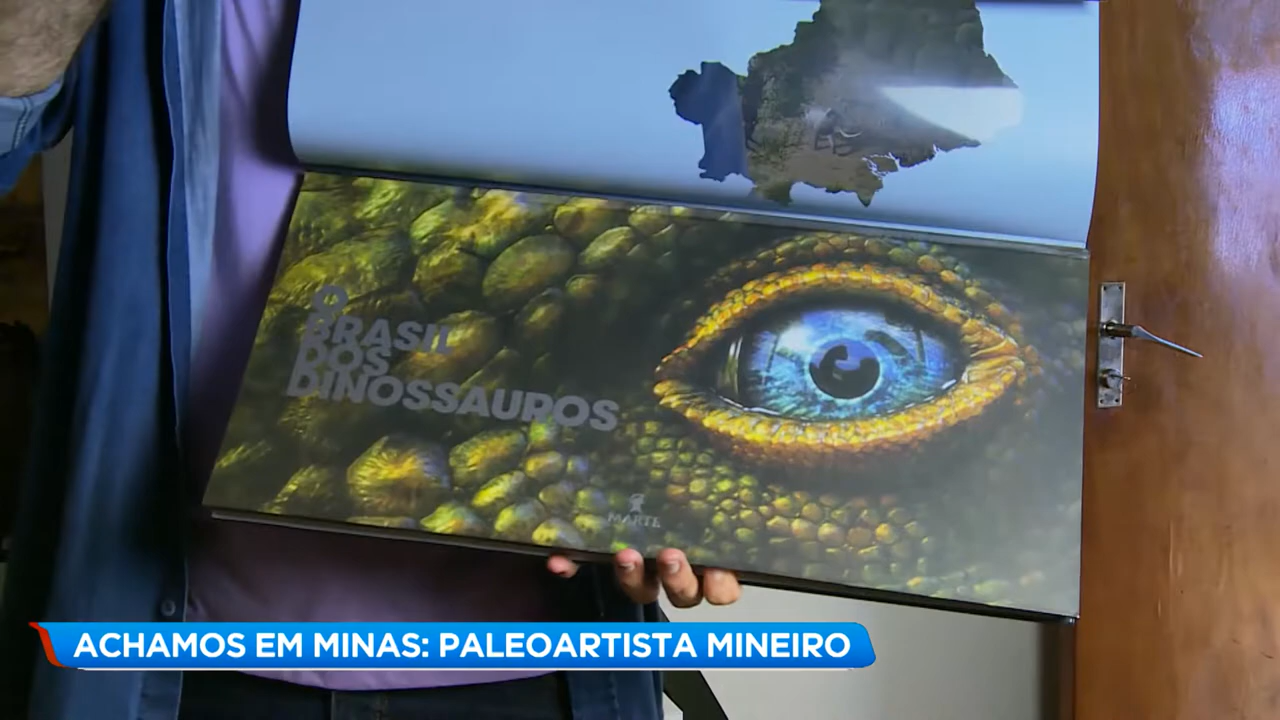 O
BRASIL
DOS
DINOSSAUROS
MARTE
ACHAMOS EM MINAS: PALEOARTISTA MINEIRO